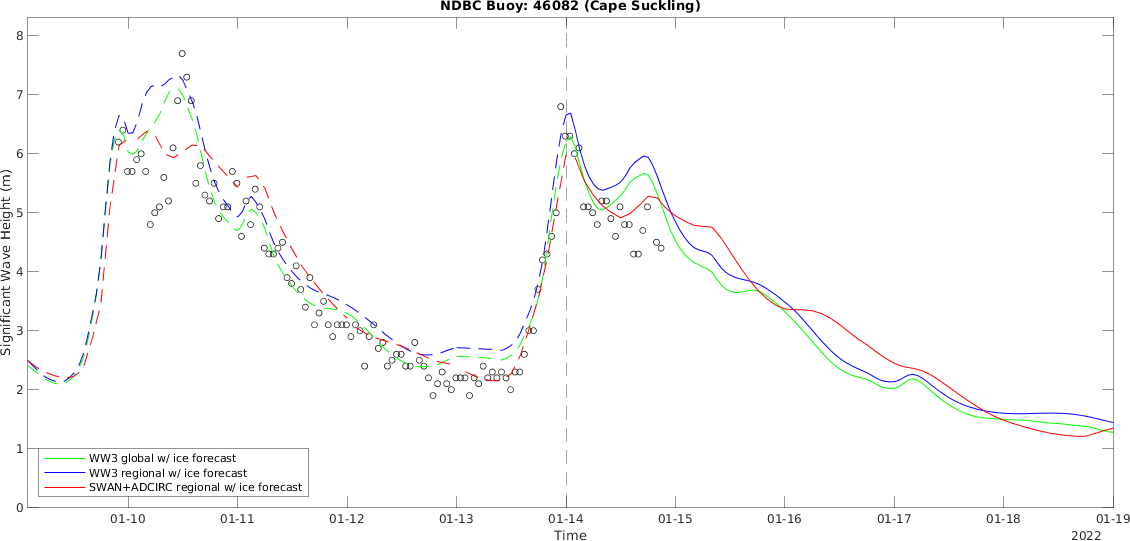 NDBC Buoy: 46082 (Cape Suckling)
Significant Wave Height (m)
8
7
6
5
4
3
2
1
0
WW3 global w/ ice forecast
WW3 regional w/ ice forecast
SWAN+ADCIRC regional w/ ice forecast
01-10 01-11 01-12 01-13 01-14 01-15 01-16 01-17 01-18 01-19
Time
2022